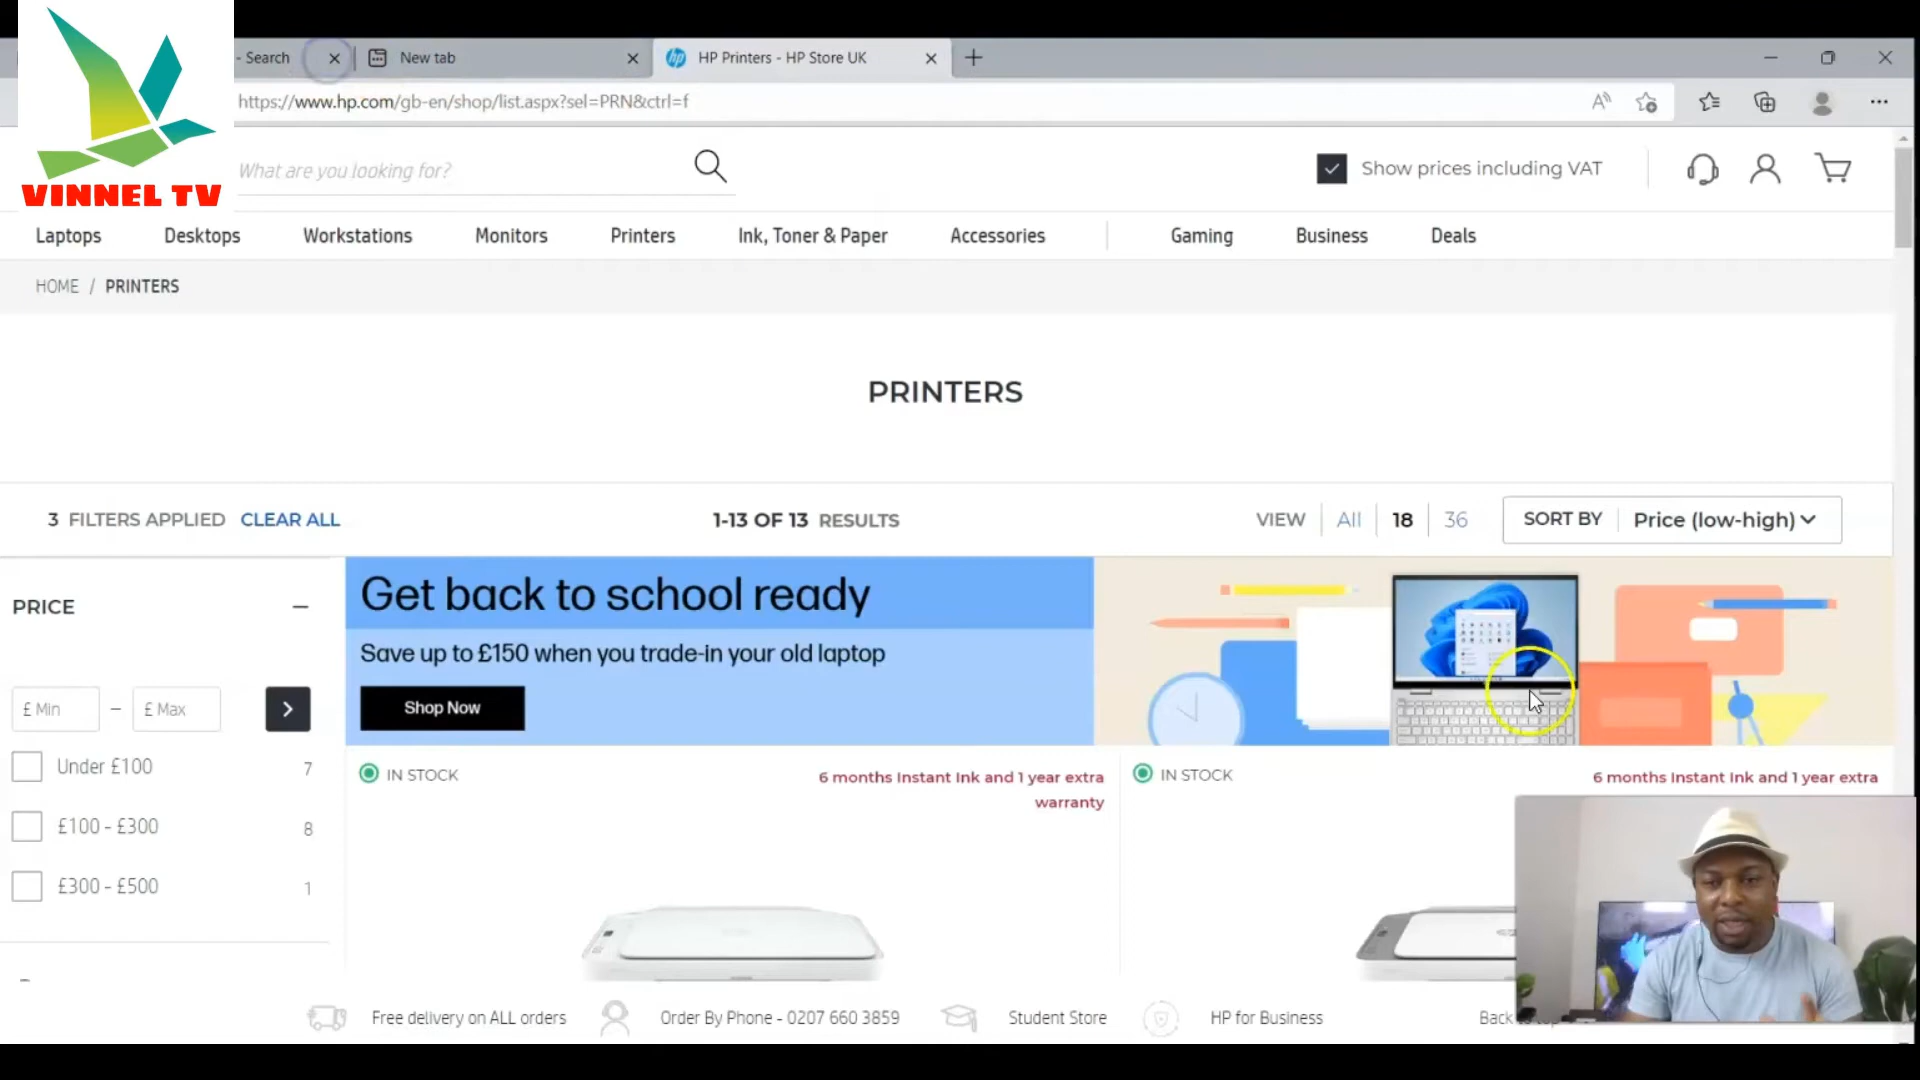 - Search
New tab
HP Printers - HP Store UK
https://www.hp.com/gb-en/shop/list.aspx?sel=PRN&ctrl=f
VINNEL TV
What are you looking for?
Show prices including VAT
Laptops
Desktops
Workstations
Monitors
Printers
Ink, Toner & Paper
Accessories
Gaming
Business
Deals
HOME / PRINTERS
PRINTERS
3 FILTERS APPLIED CLEAR ALL
1-13 OF 13 RESULTS
VIEW All 18 36
SORT BY Price (low-high)
PRICE
£ Min – £ Max
Under £100 7
£100 - £300 8
£300 - £500 1
Get back to school ready
Save up to £150 when you trade-in your old laptop
Shop Now
IN STOCK
6 months Instant Ink and 1 year extra
warranty
IN STOCK
6 months Instant Ink and 1 year extra
Free delivery on ALL orders
Order By Phone - 0207 660 3859
Student Store
HP for Business
Back